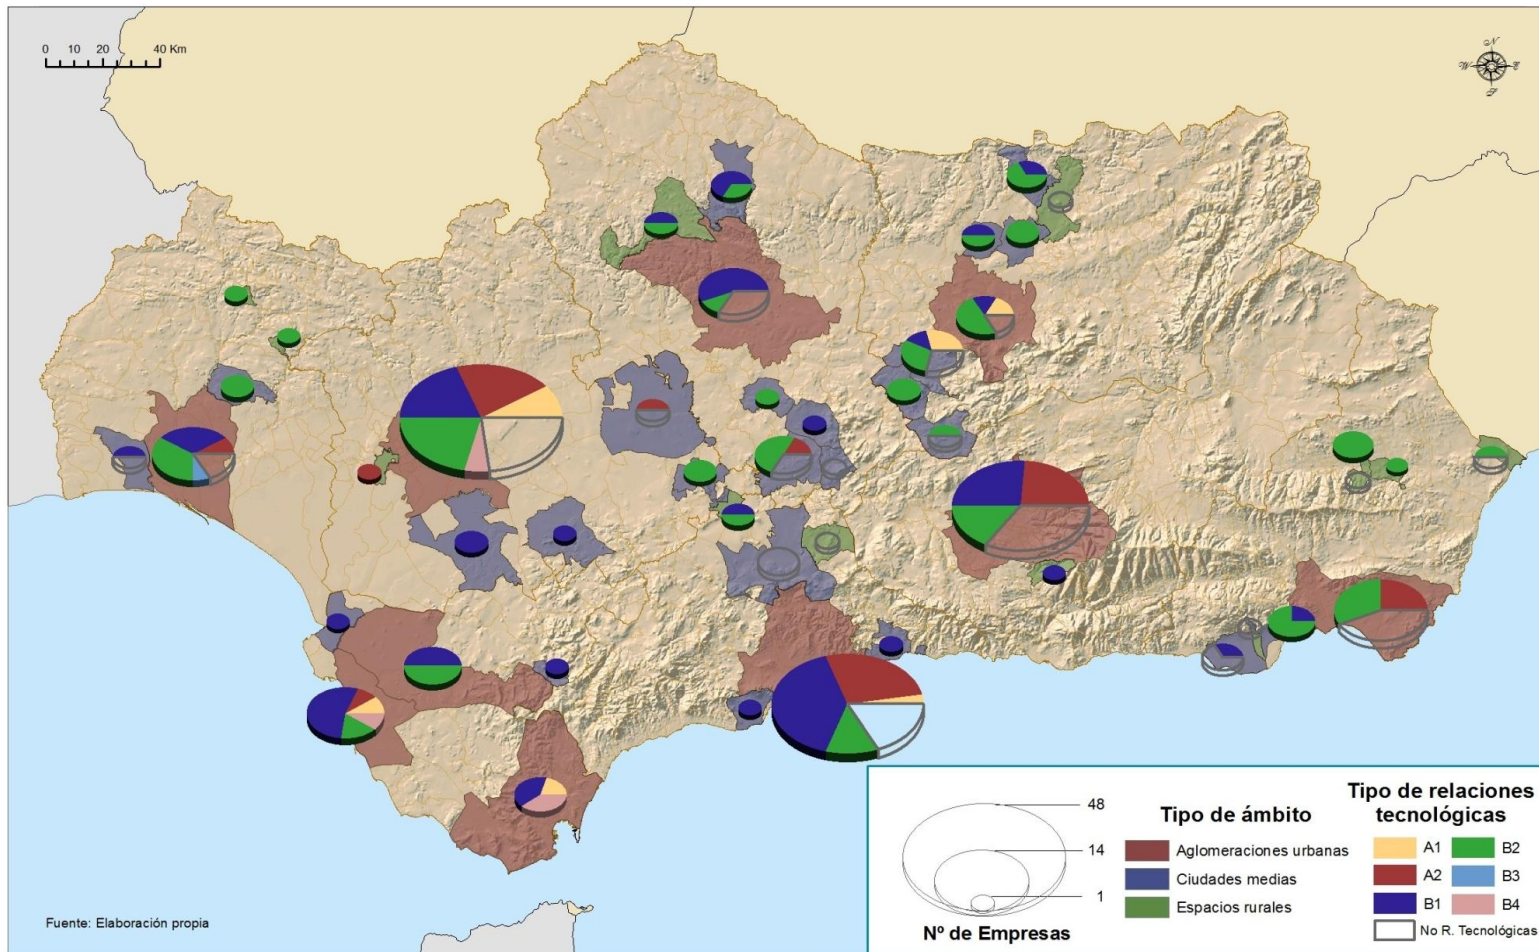 0 10 20 40 Km
N
W E
S
48
14
1
Nº de Empresas
Tipo de ámbito
Aglomeraciones urbanas
Ciudades medias
Espacios rurales
Tipo de relaciones
tecnológicas
A1 B2
A2 B3
B1 B4
No R. Tecnológicas
Fuente: Elaboración propia